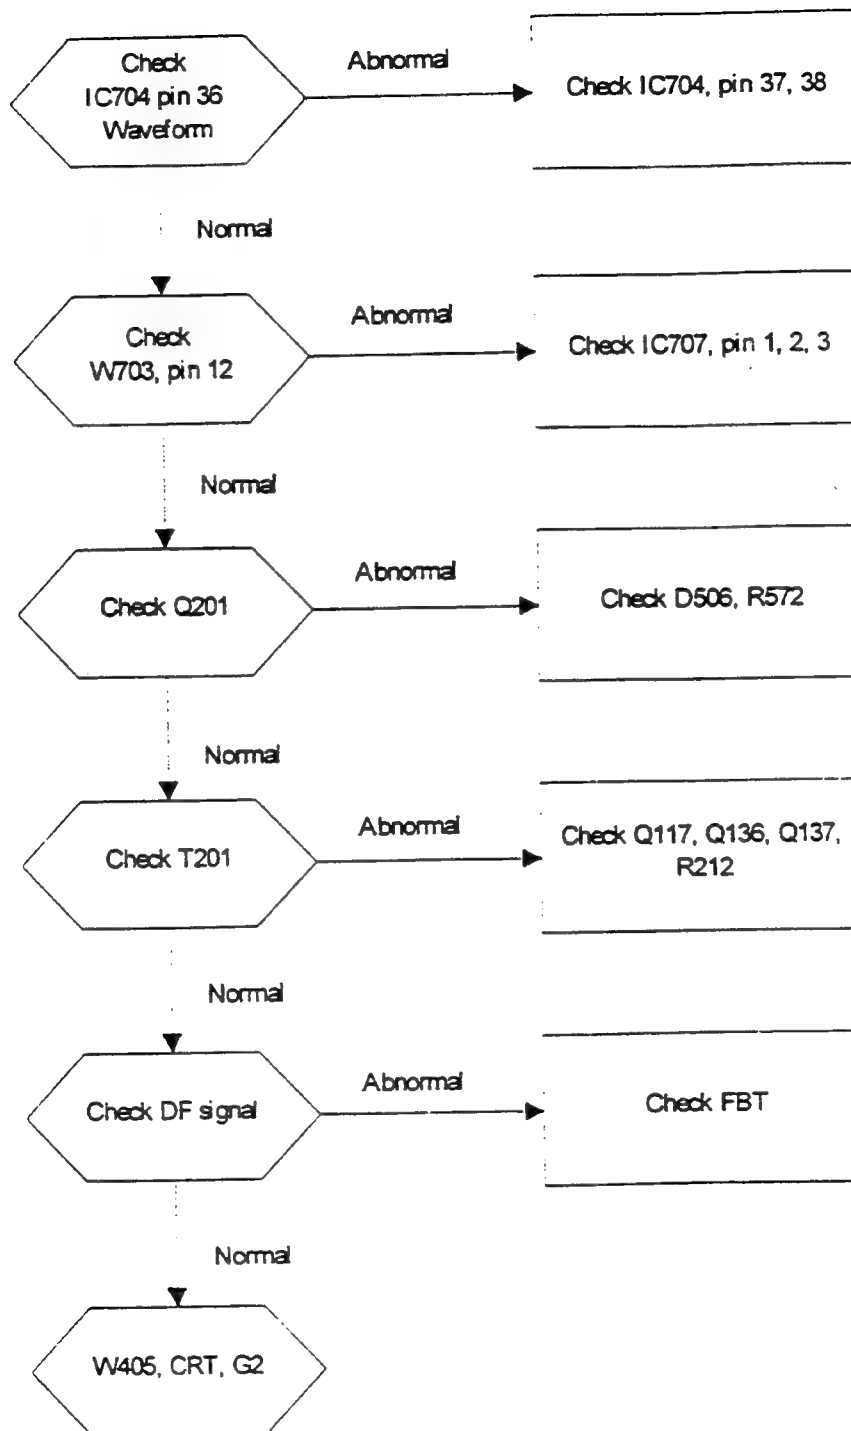 Check
IC704 pin 36
Waveform
Abnormal
Check IC704, pin 37, 38
Normal
Check
W703, pin 12
Abnormal
Check IC707, pin 1, 2, 3
Normal
Check Q201
Abnormal
Check D506, R572
Normal
Check T201
Abnormal
Check Q117, Q136, Q137,
R212
Normal
Check DF signal
Abnormal
Check FBT
Normal
W405, CRT, G2